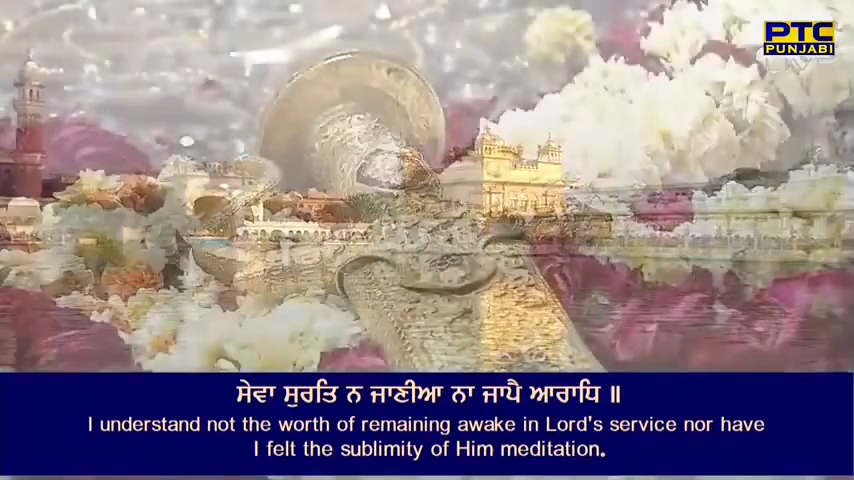 PTC
PUNJABI
ਸੇਵਾ ਸੁਰਤਿ ਨ ਜਾਣੀਆ ਨਾ ਜਾਪੈ ਆਰਾਧਿ ॥
I understand not the worth of remaining awake in Lord's service nor have
I felt the sublimity of Him meditation.